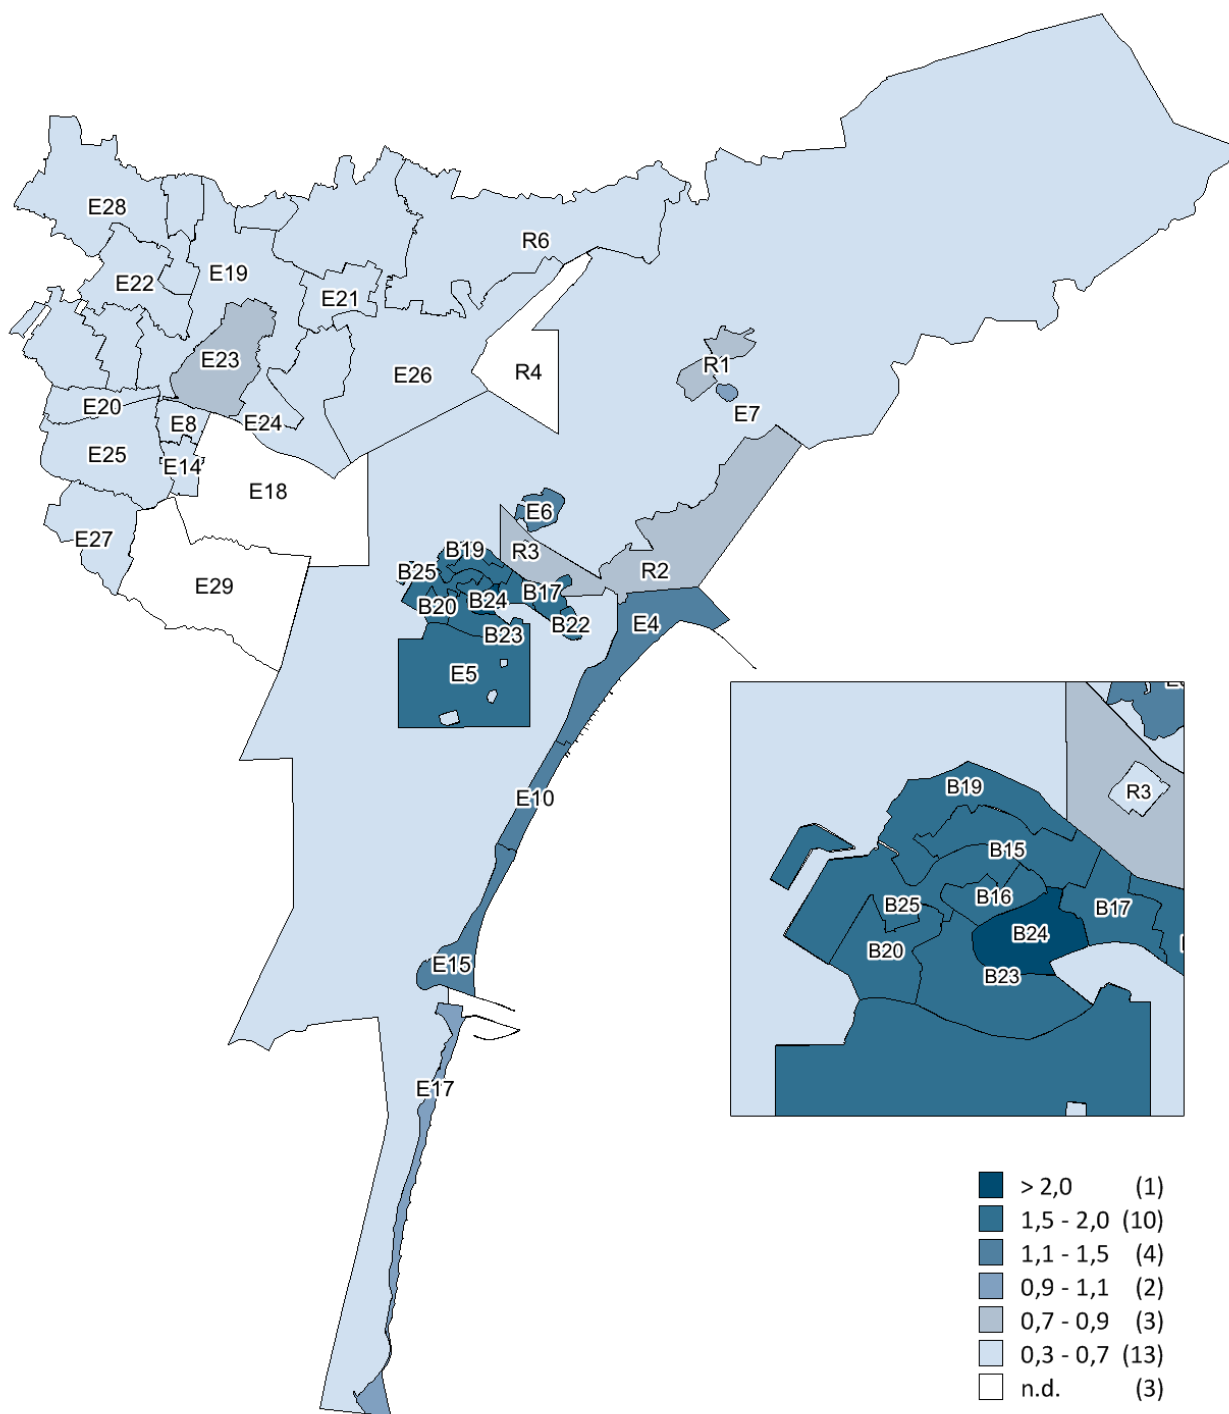 E28
R6
E19
E22
E21
E23
R4
R1
E26
E20
E7
E8
E24
E25
E14
E18
E6
E27
B19
R3
B25
R2
E29
B17
B24
B20
B22
E4
B23
E5
B19
R3
E10
B15
B16
B25
B17
B24
B20
E15
B23
E17
> 2,0 (1)
1,5 - 2,0 (10)
1,1 - 1,5 (4)
0,9 - 1,1 (2)
0,7 - 0,9 (3)
0,3 - 0,7 (13)
n.d. (3)